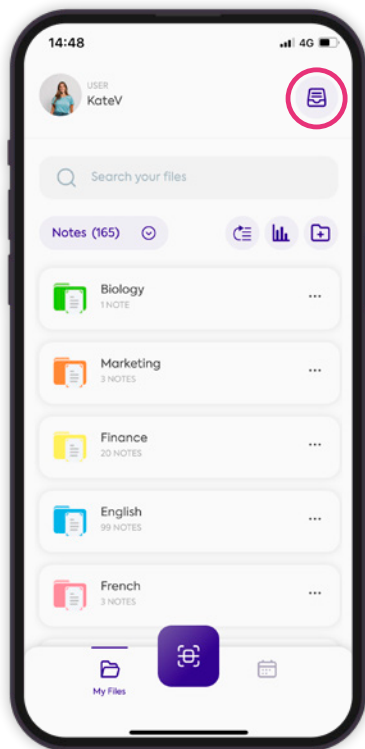 14:48
4G
USER
KateV
Search your files
Notes (165)
Biology
1 NOTE
Marketing
3 NOTES
Finance
20 NOTES
English
99 NOTES
French
3 NOTES
My Files